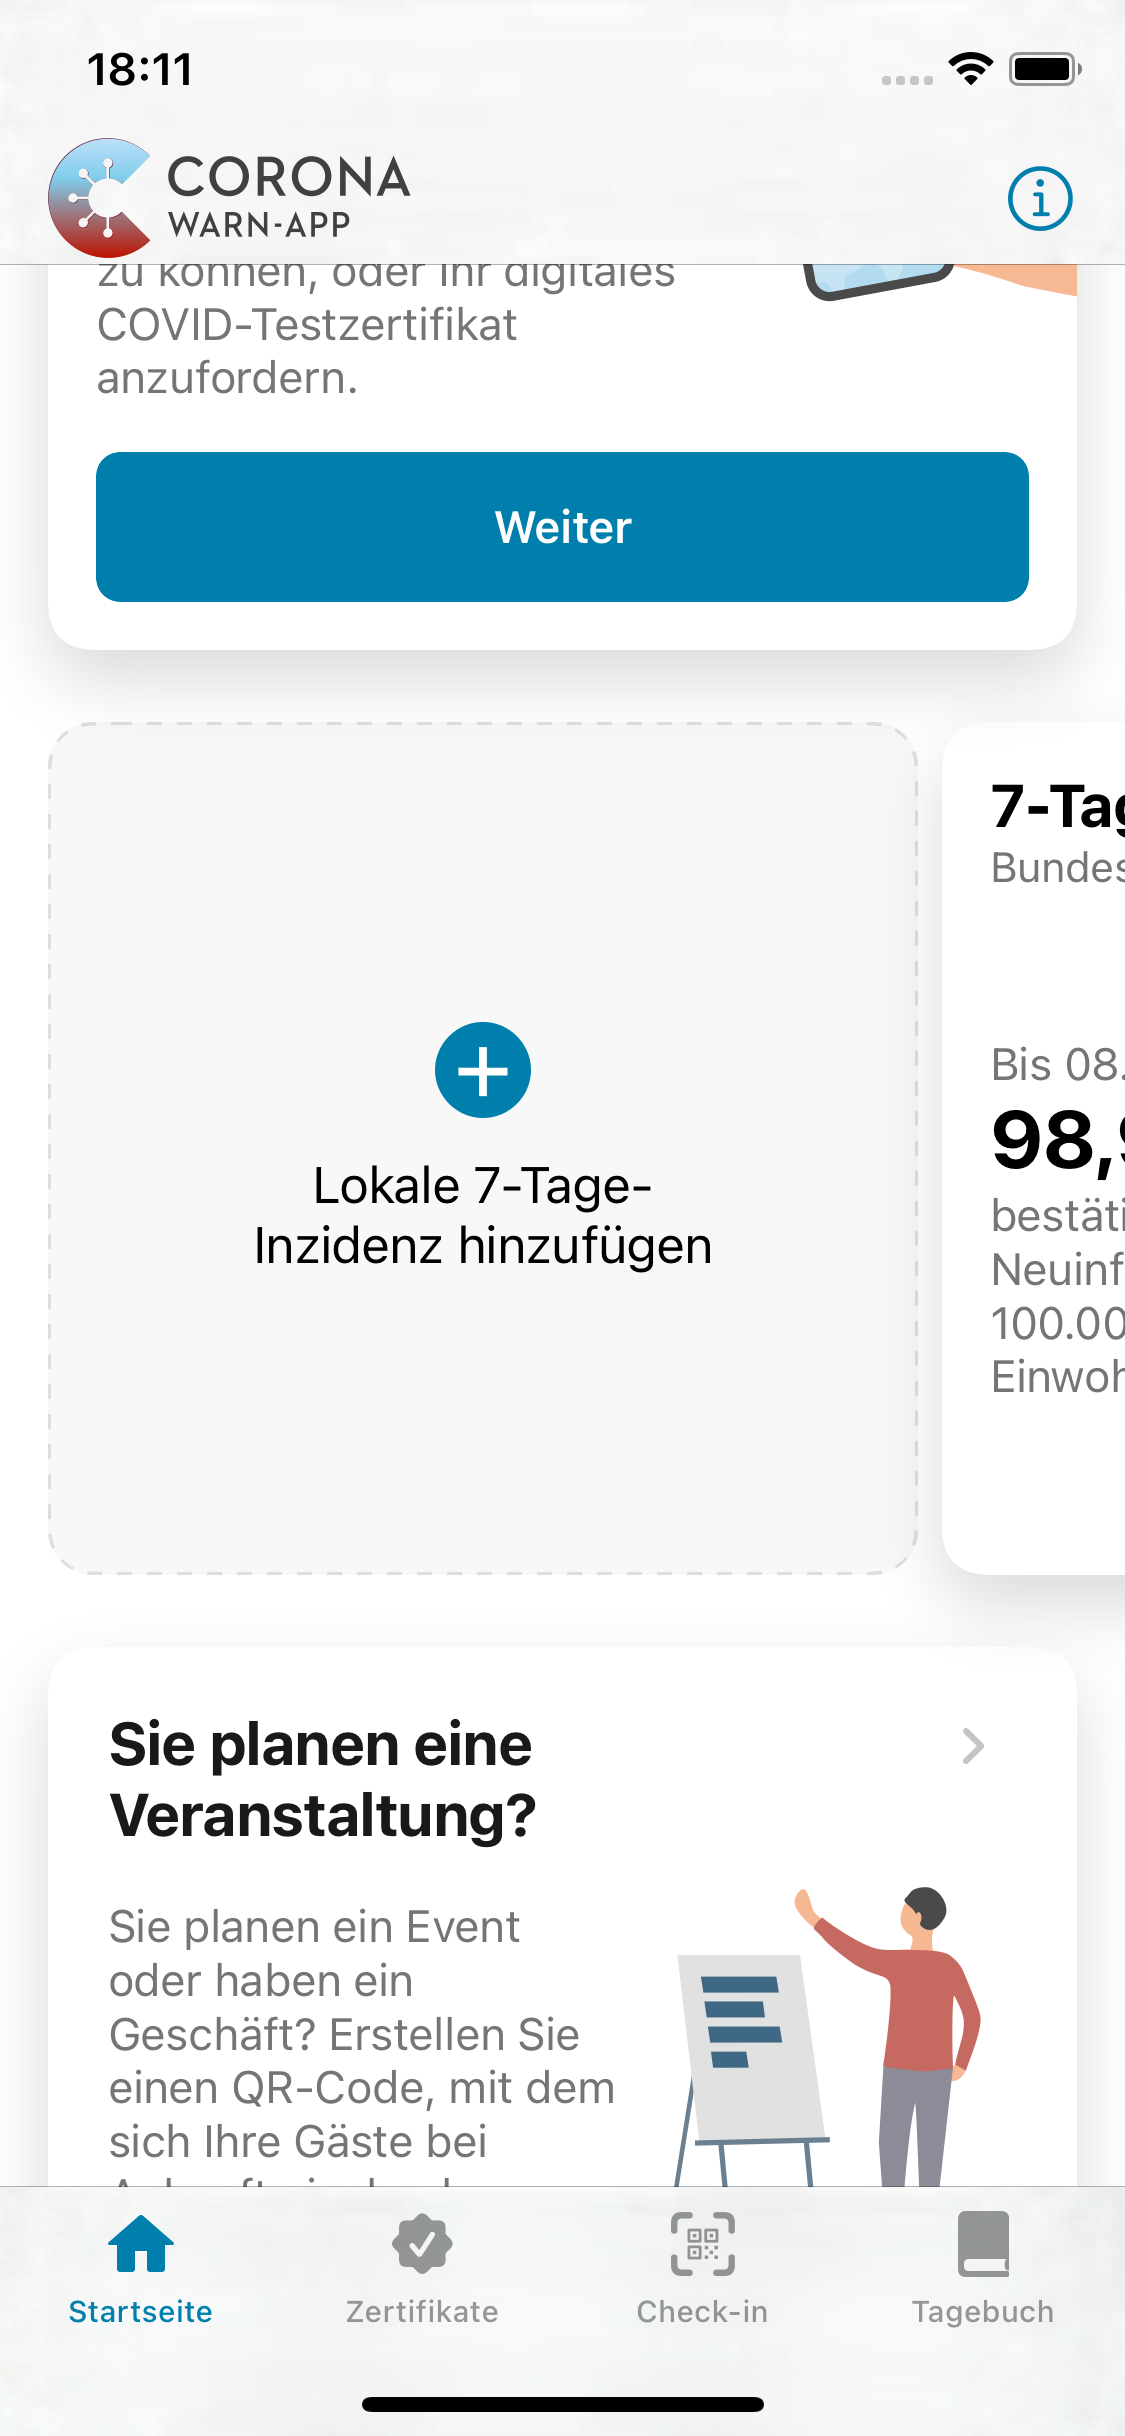 18:11
CORONA
WARN-APP
zu können, oder Ihr digitales
COVID-Testzertifikat
anzufordern.
Weiter
Lokale 7-Tage-
Inzidenz hinzufügen
7-Tag
Bundes
Bis 08.
98,9
bestäti
Neuinf
100.00
Einwoh
Sie planen eine
Veranstaltung?
Sie planen ein Event
oder haben ein
Geschäft? Erstellen Sie
einen QR-Code, mit dem
sich Ihre Gäste bei
Startseite
Zertifikate
Check-in
Tagebuch